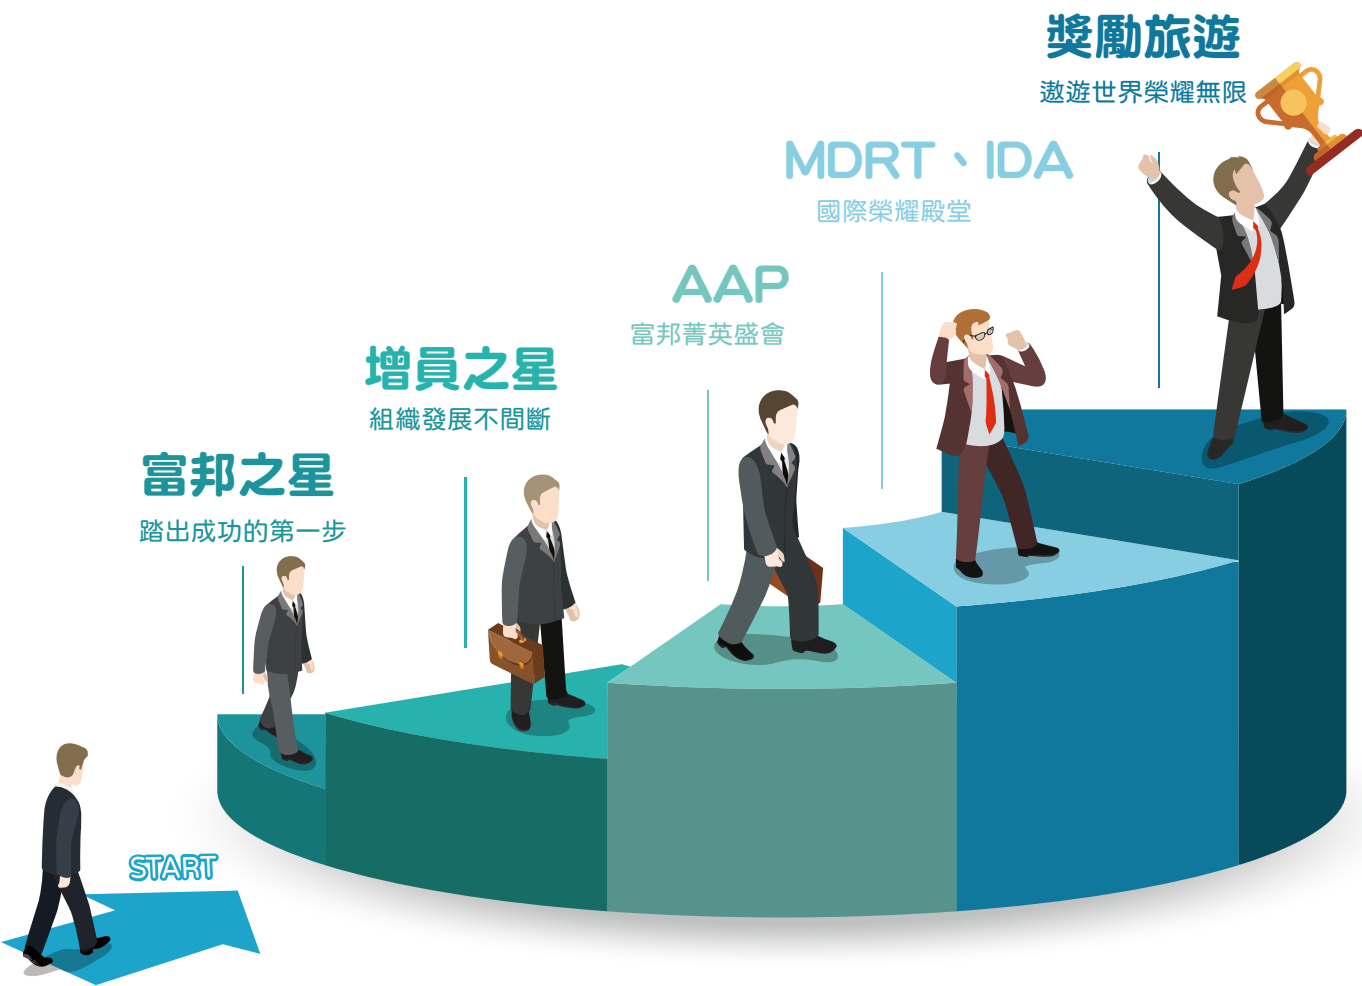 獎勵旅遊
遨遊世界榮耀無限
MDRT、IDA
國際榮耀殿堂
AAP
富邦菁英盛會
增員之星
組織發展不間斷
富邦之星
踏出成功的第一步
START